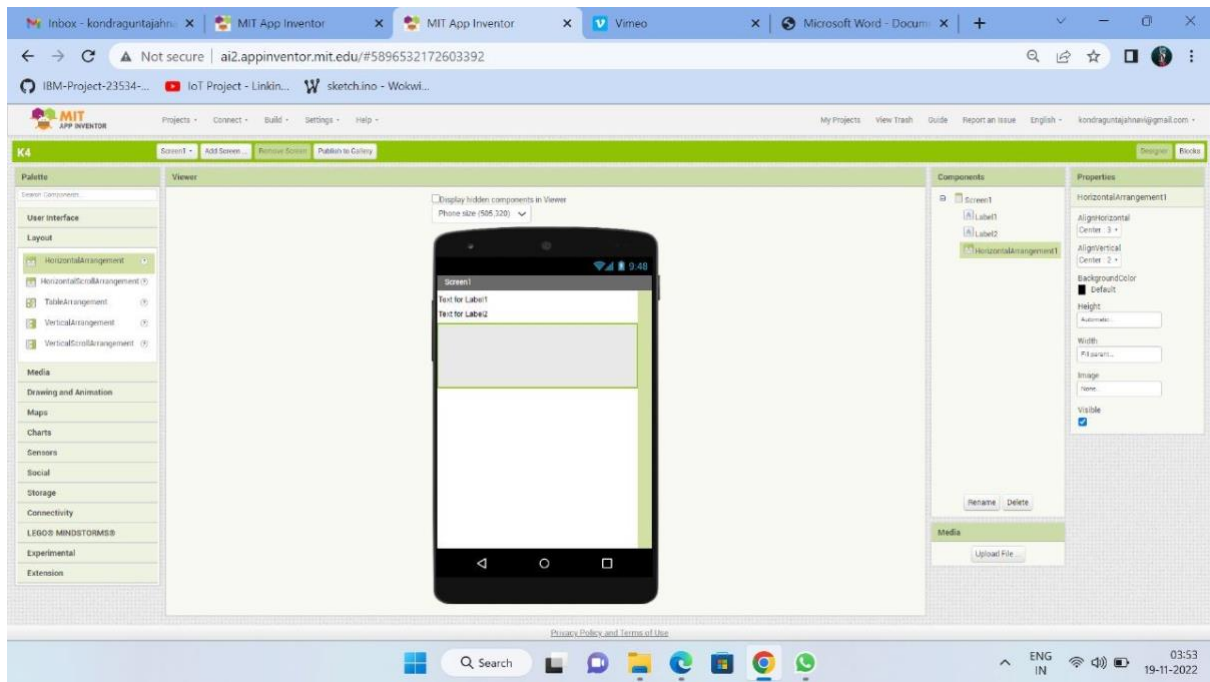 Inbox - kondraguntajahn
MIT App Inventor
MIT App Inventor
Vimeo
Microsoft Word - Docum
Not secure
ai2.appinventor.mit.edu/#5896532172603392
IBM-Project-23534-...
IoT Project - Linkin...
sketch.ino - Wokwi...
MIT
APP INVENTOR
Projects
Connect
Build
Settings
Help
My Projects
View Trash
Guide
Report an Issue
English
kondraguntajahnavi@gmail.com
K4
Screen1
Add Screen ...
Remove Screen
Publish to Gallery
Designer
Blocks
Palette
Search Components...
User Interface
Layout
HorizontalArrangement
HorizontalScrollArrangement
TableArrangement
VerticalArrangement
VerticalScrollArrangement
Media
Drawing and Animation
Maps
Charts
Sensors
Social
Storage
Connectivity
LEGO® MINDSTORMS®
Experimental
Extension
Viewer
Display hidden components in Viewer
Phone size (505,320)
9:48
Screen1
Text for Label1
Text for Label2
Components
Screen1
Label1
Label2
HorizontalArrangement1
Rename
Delete
Media
Upload File ...
Properties
HorizontalArrangement1
AlignHorizontal
Center : 3
AlignVertical
Center : 2
BackgroundColor
Default
Height
Automatic...
Width
Fill parent...
Image
None...
Visible
Privacy Policy and Terms of Use
Search
ENG
IN
03:53
19-11-2022